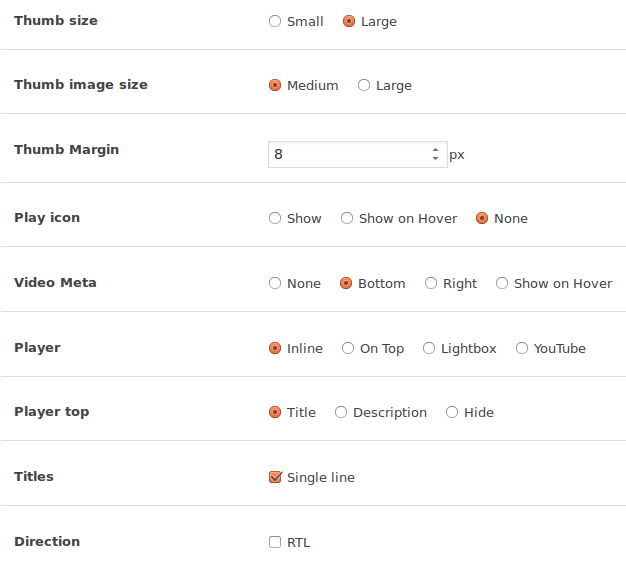 Thumb size Small Large
Thumb image size Medium Large
Thumb Margin 8 px
Play icon Show Show on Hover None
Video Meta None Bottom Right Show on Hover
Player Inline On Top Lightbox YouTube
Player top Title Description Hide
Titles Single line
Direction RTL